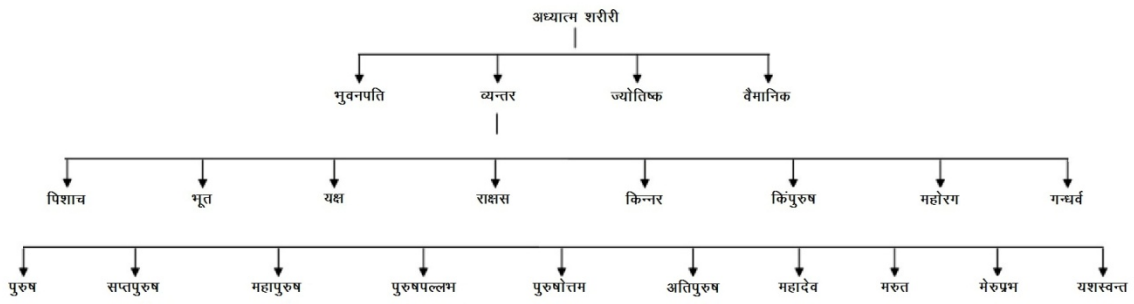 अध्यात्म शरीरी
भुवनपति व्यन्तर ज्योतिष्क वैमानिक
पिशाच भूत यक्ष राक्षस किन्नर किंपुरुष महोरग गन्धर्व
पुरुष सप्तपुरुष महापुरुष पुरुषपल्लभ पुरुषोत्तम अतिपुरुष महादेव मरुत मेरुप्रभ यशस्वन्त